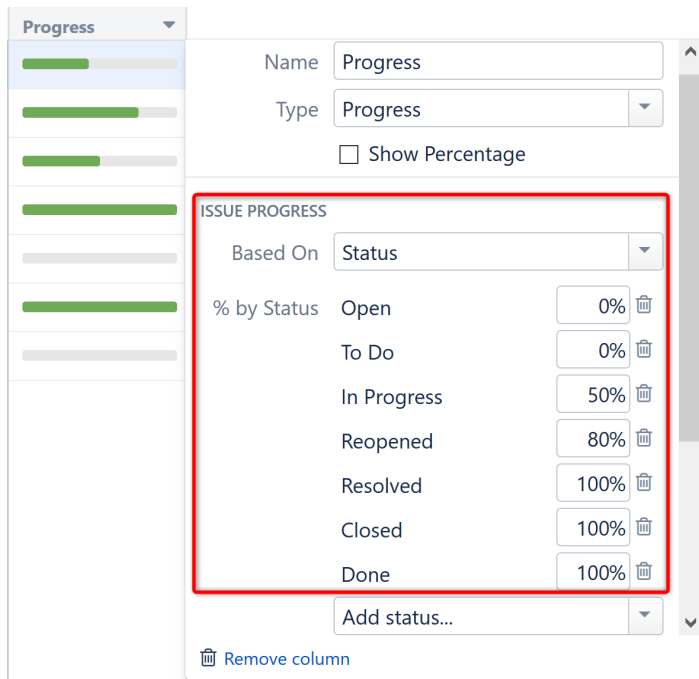 Progress
Name Progress
Type Progress
Show Percentage
ISSUE PROGRESS
Based On Status
% by Status Open 0%
To Do 0%
In Progress 50%
Reopened 80%
Resolved 100%
Closed 100%
Done 100%
Add status...
Remove column